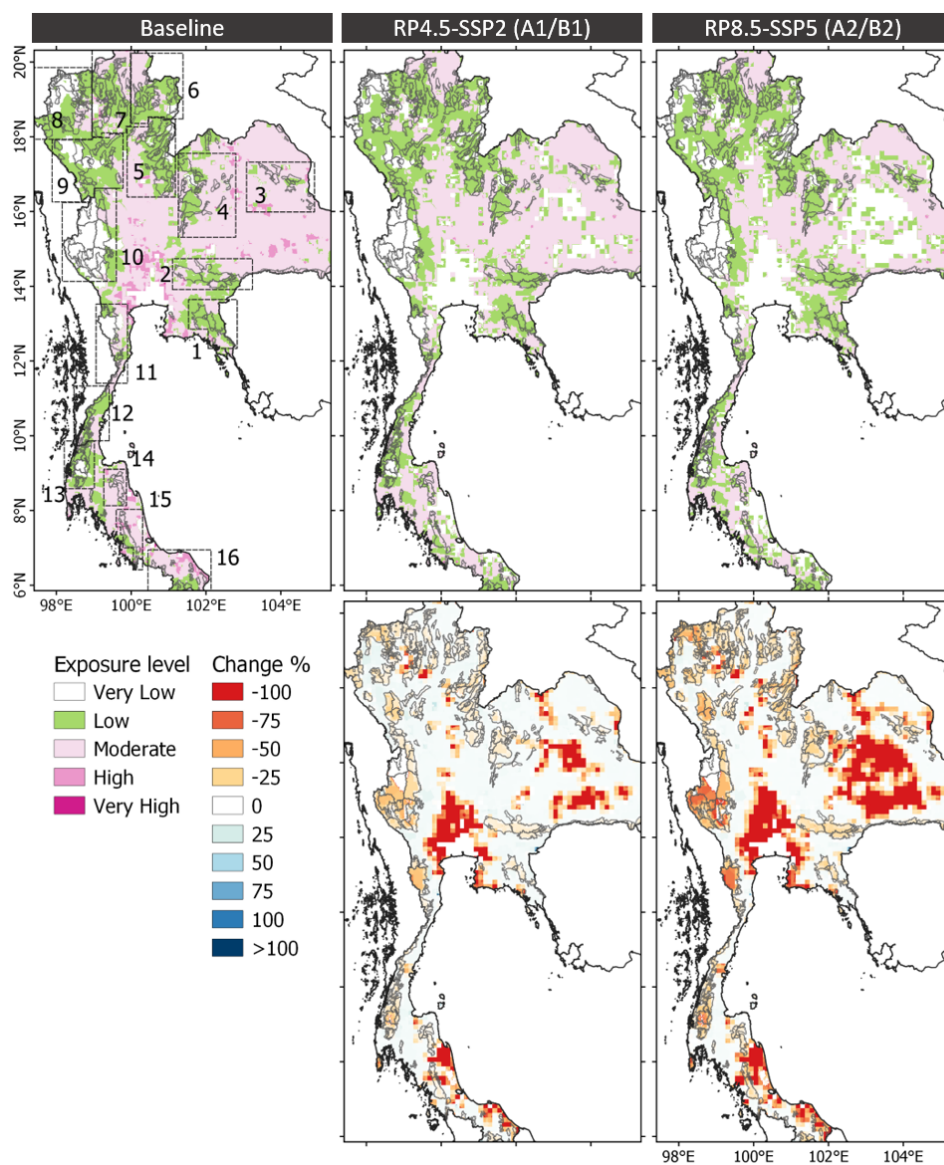 Baseline
RP4.5-SSP2 (A1/B1)
RP8.5-SSP5 (A2/B2)
20°N
18°N
16°N
14°N
12°N
10°N
8°N
6°N
6
7
8
5
9
3
4
10
2
1
11
12
14
13
15
16
98°E 100°E 102°E 104°E
Exposure level
Very Low
Low
Moderate
High
Very High
Change %
-100
-75
-50
-25
0
25
50
75
100
>100
98°E 100°E 102°E 104°E